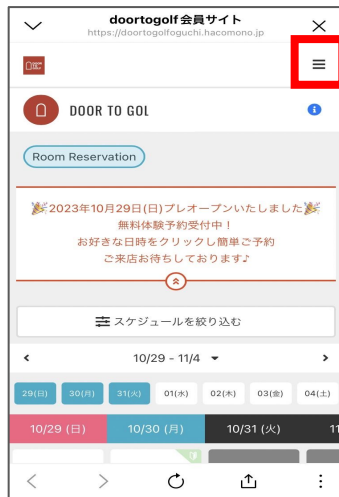 doortogolf会員サイト
https://doortogolfoguchi.hacomono.jp
DOOR TO GOL
Room Reservation
🎉2023年10月29日(日)プレオープンいたしました🎉
無料体験予約受付中！
お好きな日時をクリックし簡単ご予約
ご来店お待ちしております♪
スケジュールを絞り込む
10/29 - 11/4
29(日) 30(月) 31(火) 01(水) 02(木) 03(金) 04(土)
10/29 (日) 10/30 (月) 10/31 (火) 11